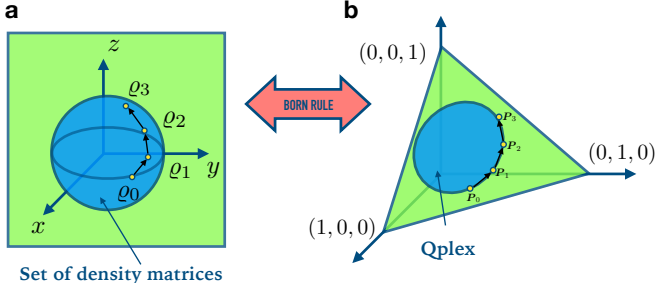 a
z
ϱ3
ϱ2
ϱ1
ϱ0
y
x
Set of density matrices
BORN RULE
b
(0, 0, 1)
P3
P2
P1
P0
(0, 1, 0)
(1, 0, 0)
Qplex